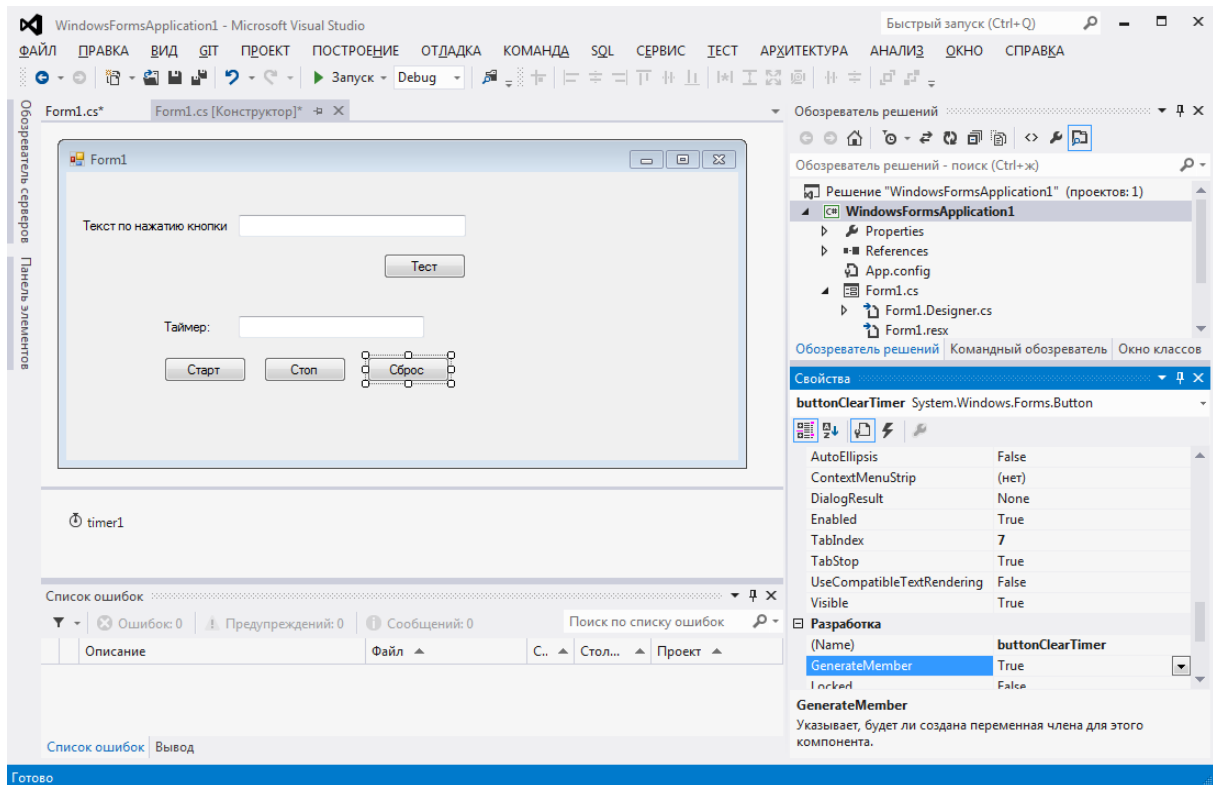 WindowsFormsApplication1 - Microsoft Visual Studio
Быстрый запуск (Ctrl+Q)
ФАЙЛ ПРАВКА ВИД GIT ПРОЕКТ ПОСТРОЕНИЕ ОТЛАДКА КОМАНДА SQL СЕРВИС ТЕСТ АРХИТЕКТУРА АНАЛИЗ ОКНО СПРАВКА
Запуск Debug
Обозреватель серверов
Панель элементов
Form1.cs* Form1.cs [Конструктор]*
Form1
Текст по нажатию кнопки
Тест
Таймер:
Старт Стоп Сброс
timer1
Список ошибок
Ошибок: 0 Предупреждений: 0 Сообщений: 0 Поиск по списку ошибок
Описание Файл С.. Стол... Проект
Список ошибок Вывод
Обозреватель решений
Обозреватель решений - поиск (Ctrl+ж)
Решение "WindowsFormsApplication1" (проектов: 1)
C# WindowsFormsApplication1
Properties
References
App.config
Form1.cs
Form1.Designer.cs
Form1.resx
Обозреватель решений Командный обозреватель Окно классов
Свойства
buttonClearTimer System.Windows.Forms.Button
AutoEllipsis False
ContextMenuStrip (нет)
DialogResult None
Enabled True
TabIndex 7
TabStop True
UseCompatibleTextRendering False
Visible True
Разработка
(Name) buttonClearTimer
GenerateMember True
Locked False
GenerateMember
Указывает, будет ли создана переменная члена для этого
компонента.
Готово